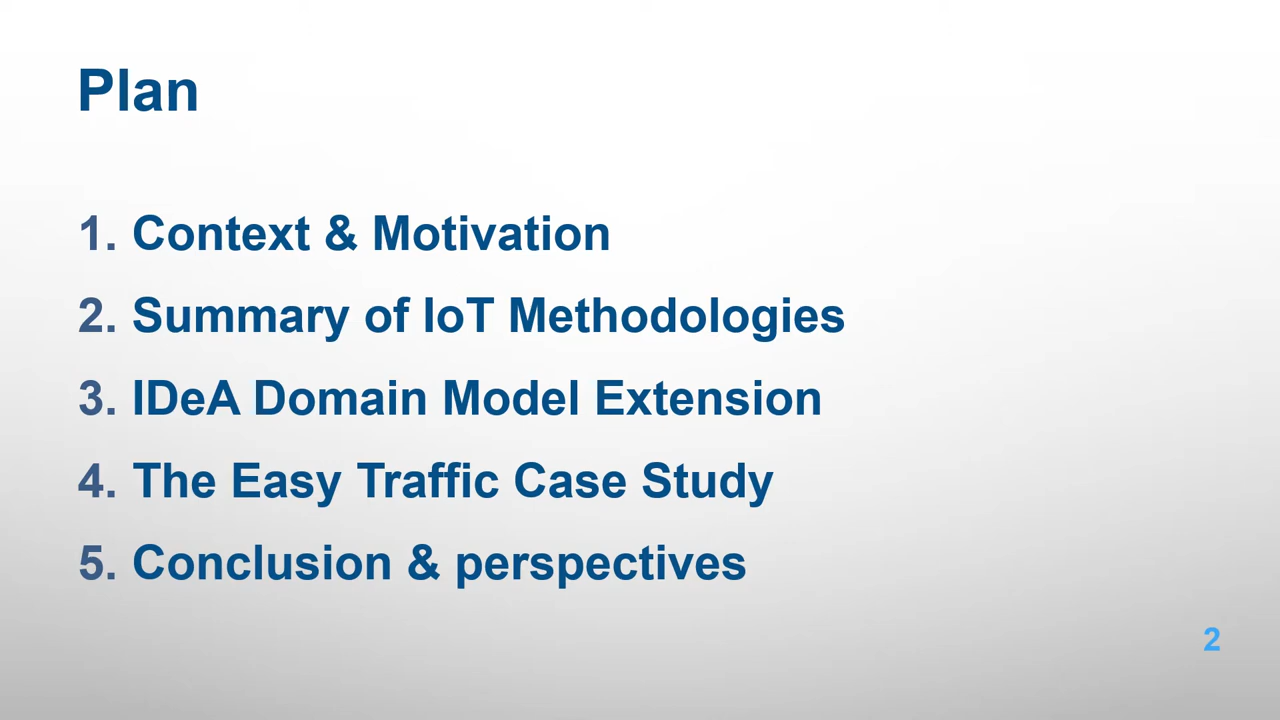 Plan
1. Context & Motivation
2. Summary of IoT Methodologies
3. IDeA Domain Model Extension
4. The Easy Traffic Case Study
5. Conclusion & perspectives
2